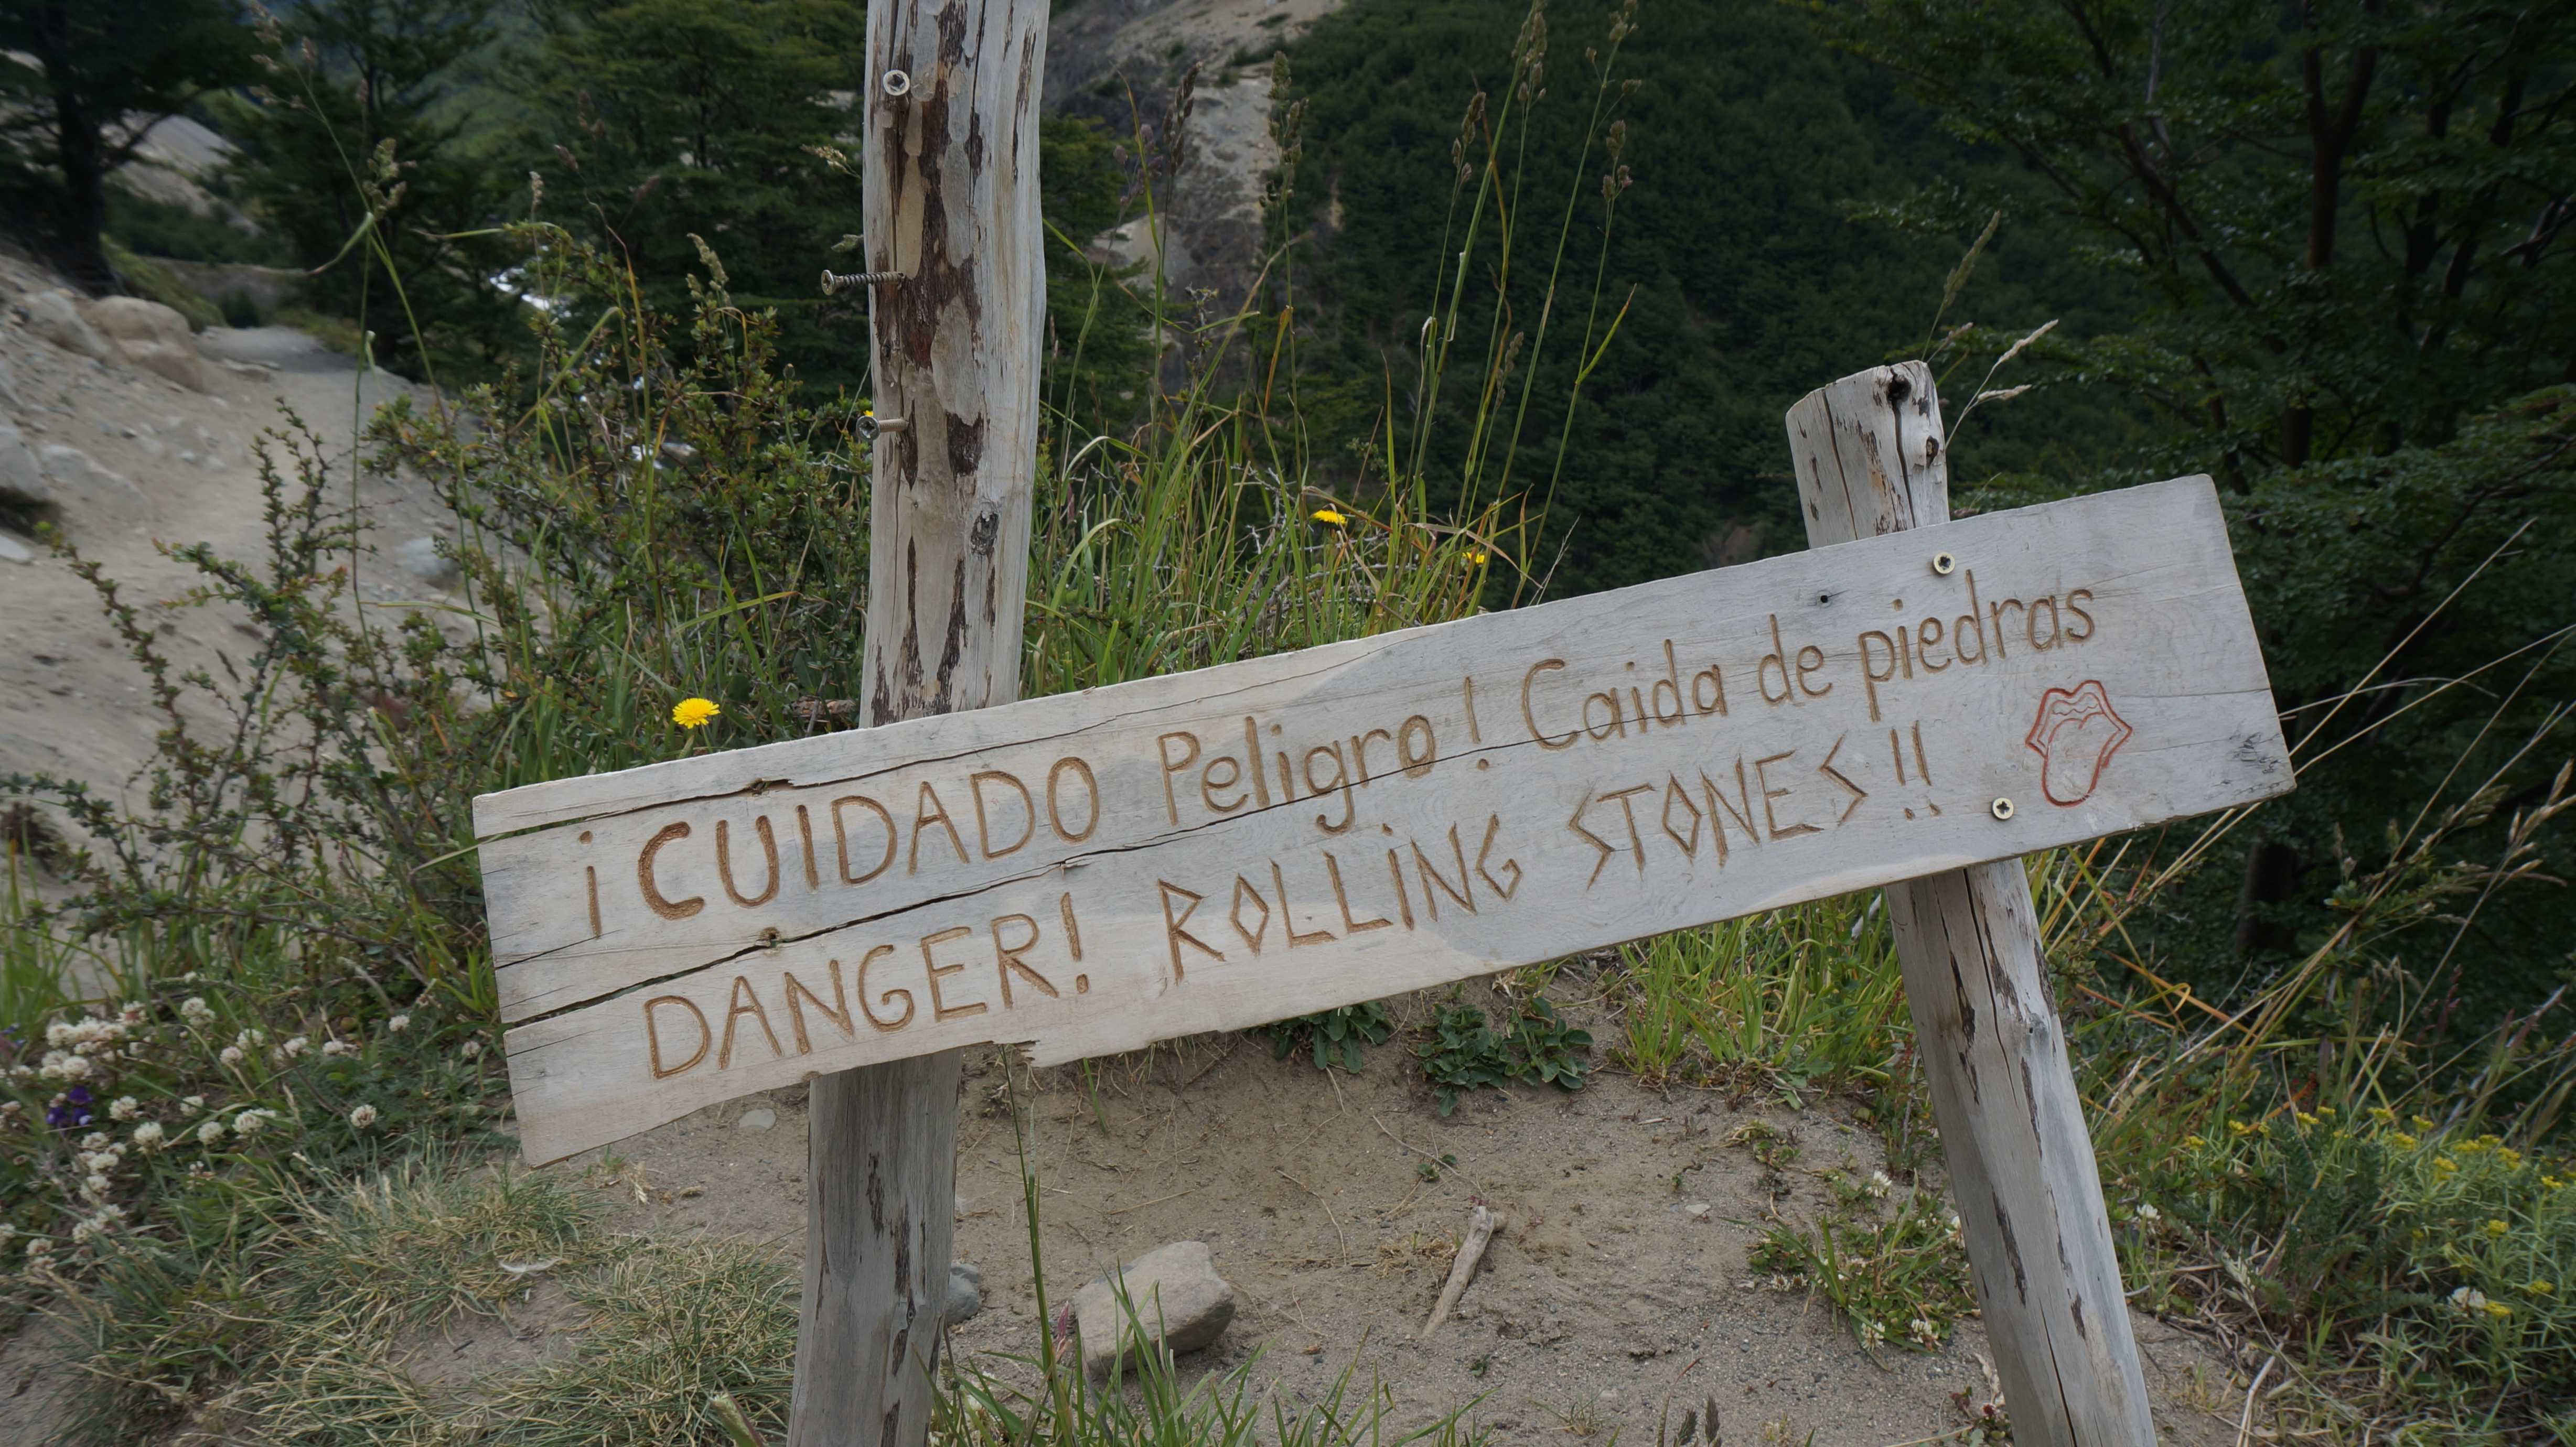 ¡CUIDADO Peligro! Caida de piedras
DANGER! ROLLiNG STONES!!